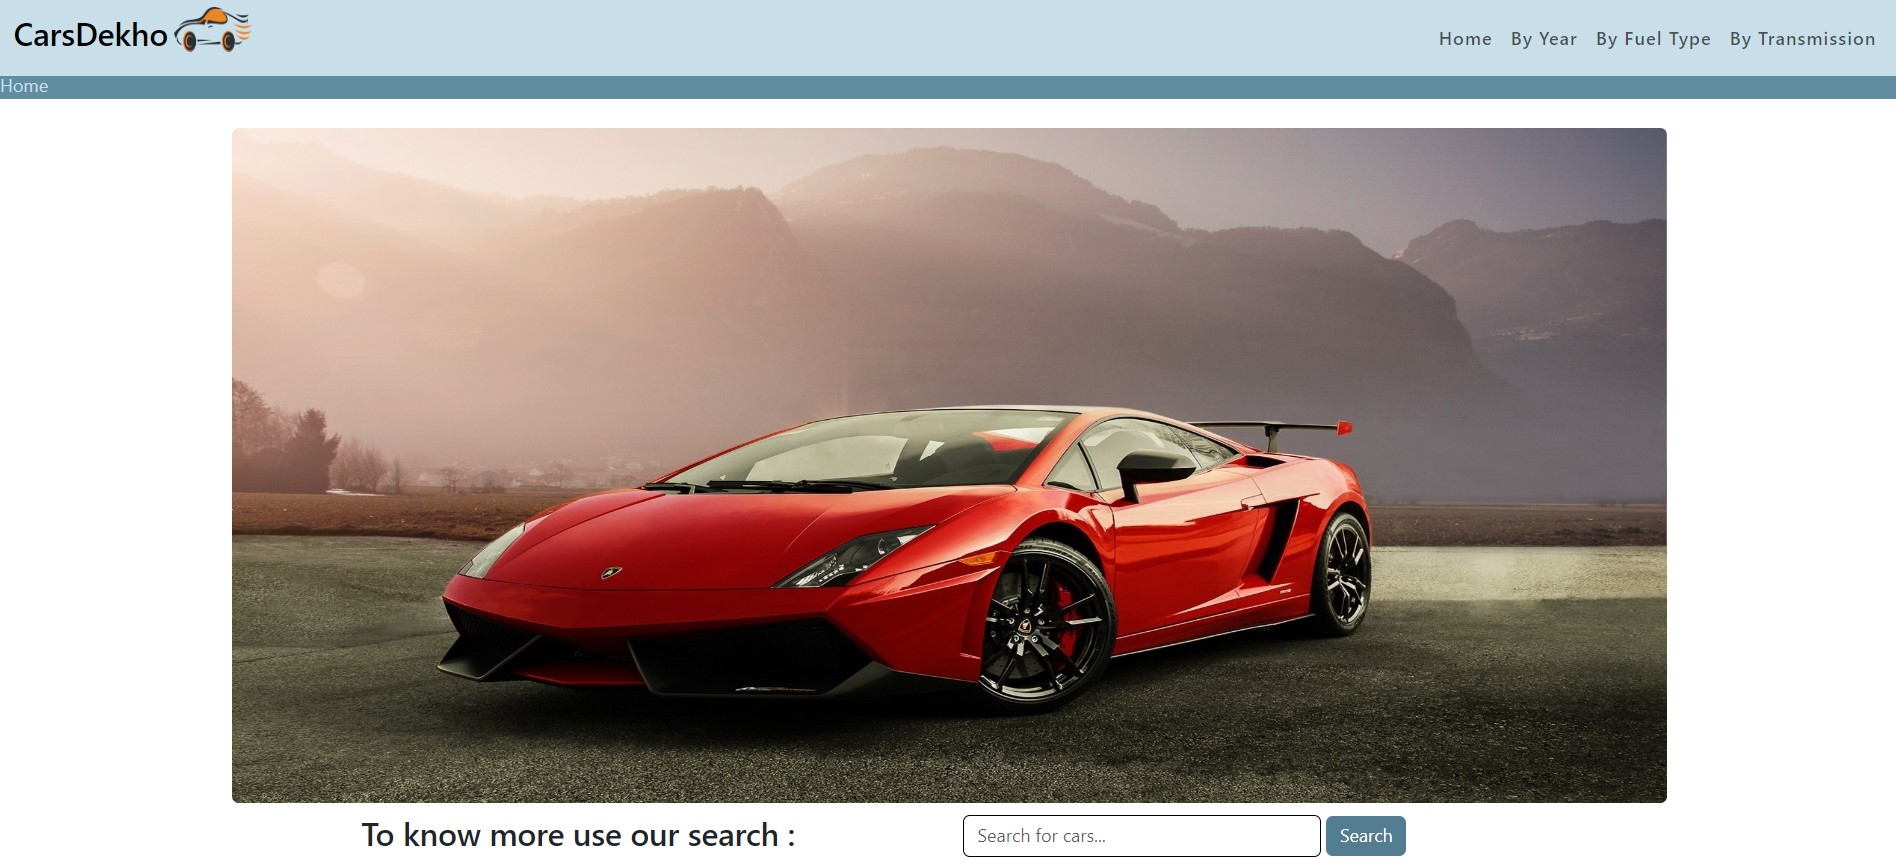 CarsDekho
Home By Year By Fuel Type By Transmission
Home
To know more use our search :
Search for cars...
Search